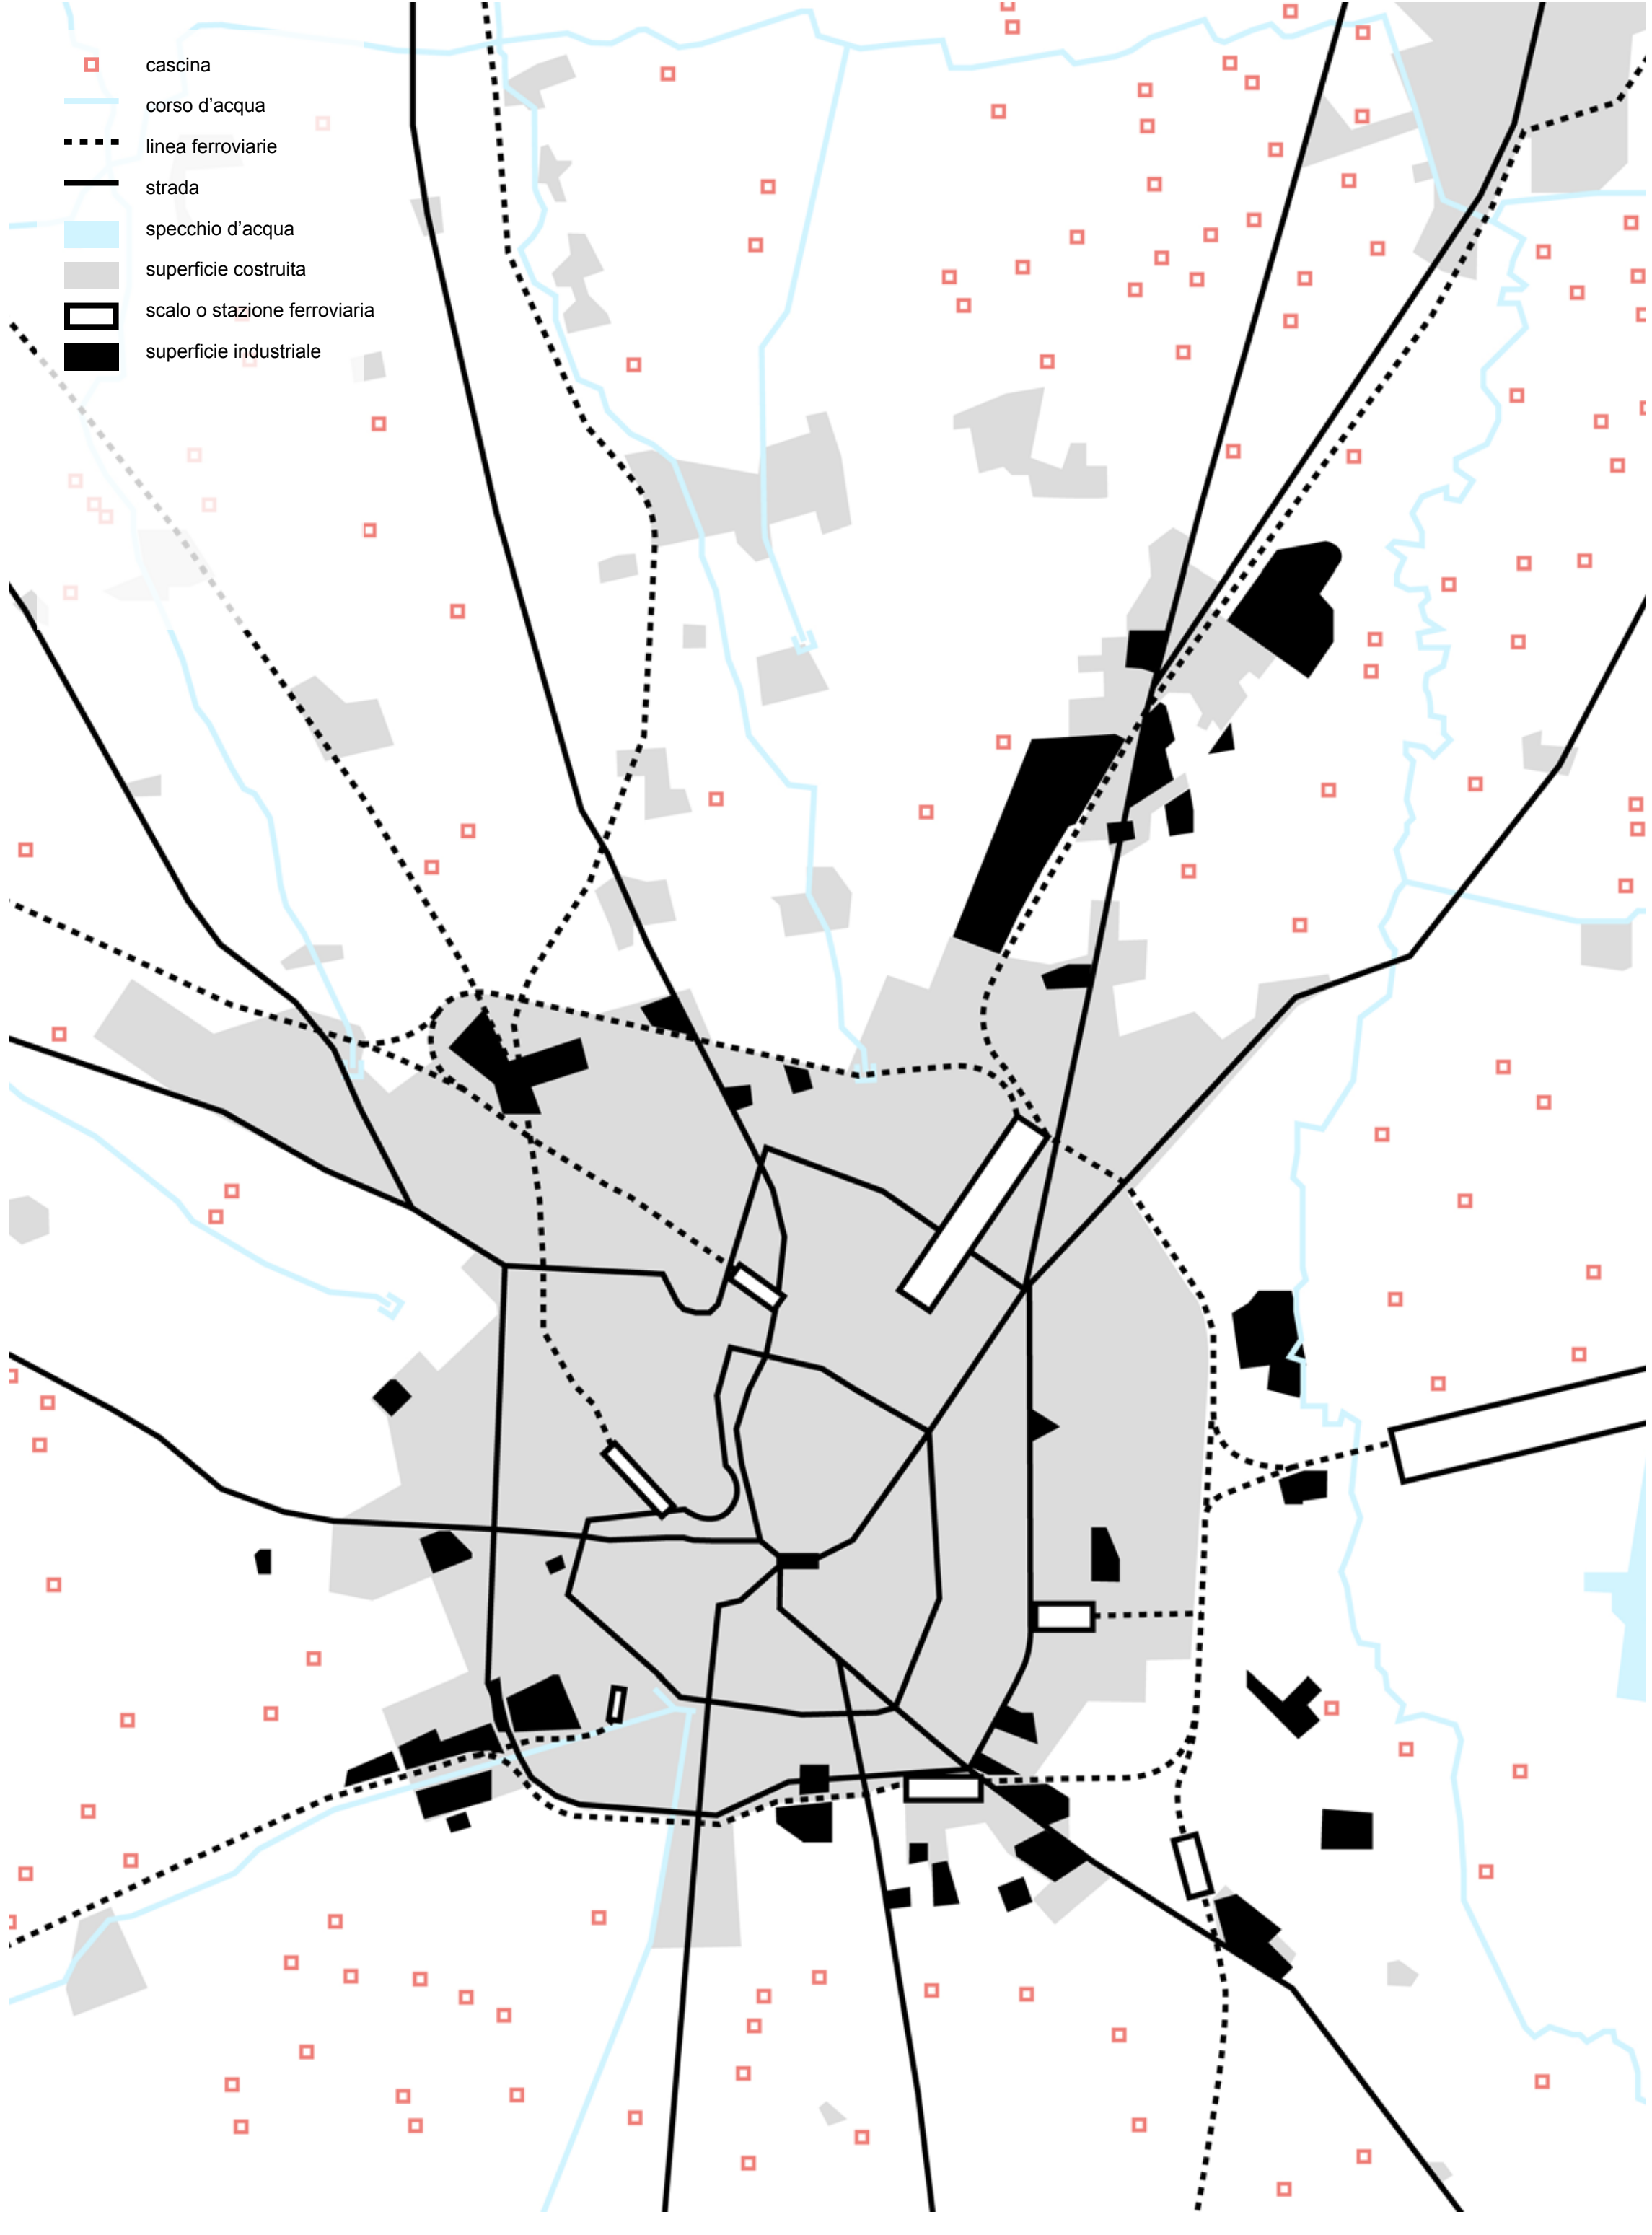 cascina
corso d'acqua
linea ferroviarie
strada
specchio d'acqua
superficie costruita
scalo o stazione ferroviaria
superficie industriale